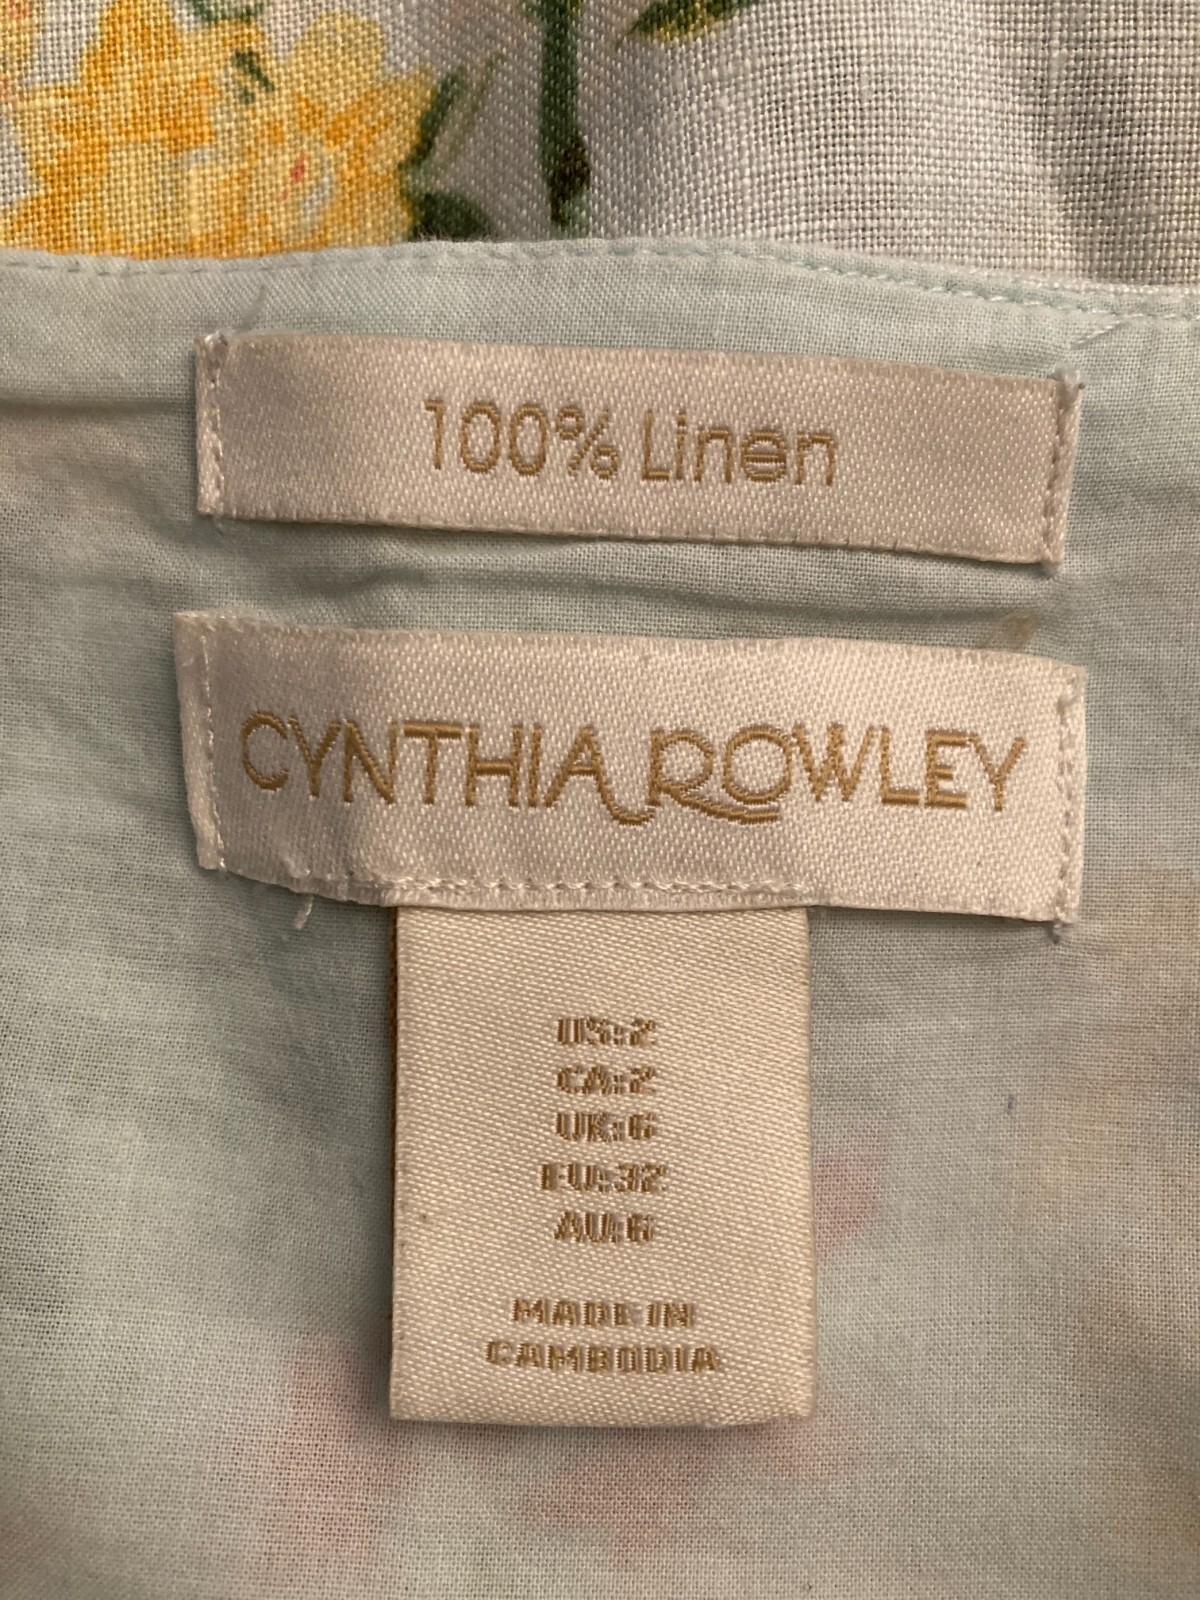 100% Linen
CYNTHIA ROWLEY
US:2
CA:2
UK:6
EU:32
AU:6
MADE IN
CAMBODIA